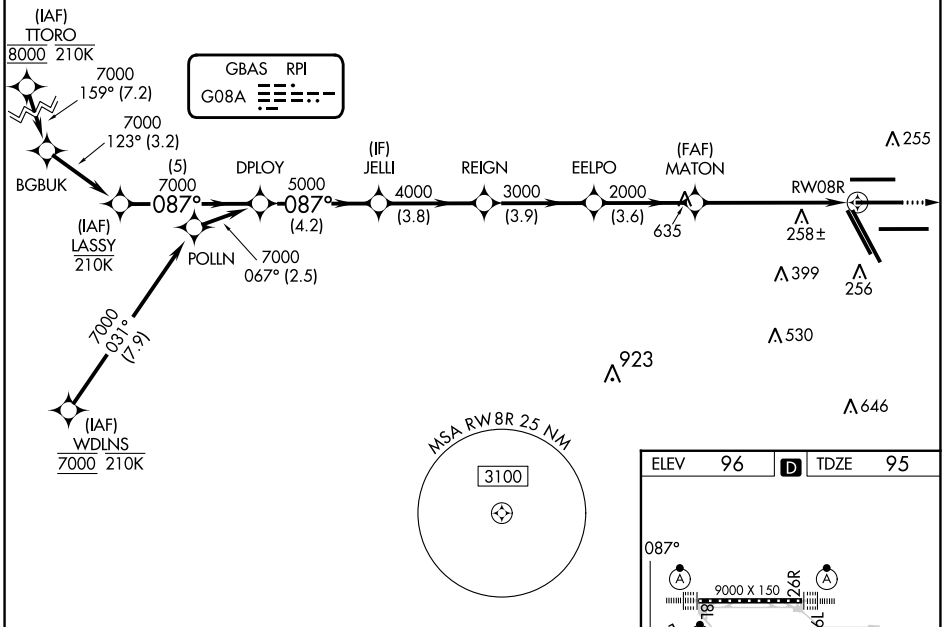 (IAF)
TTORO
8000 210K
7000
159° (7.2)
7000
123° (3.2)
BGBUK
GBAS RPI
G08A
(IAF)
LASSY
210K
(5)
7000
087°
DPLOY
5000
087°
(4.2)
POLLN
7000
067° (2.5)
7000
031°
(7.9)
(IAF)
WDLNS
7000 210K
(IF)
JELLI
4000
(3.8)
REIGN
3000
(3.9)
EELPO
2000
(3.6)
(FAF)
MATON
635
RW08R
255
258±
399
256
530
923
646
MSA RW8R 25 NM
3100
ELEV 96 D TDZE 95
087°
A
A
9000 X 150
26R